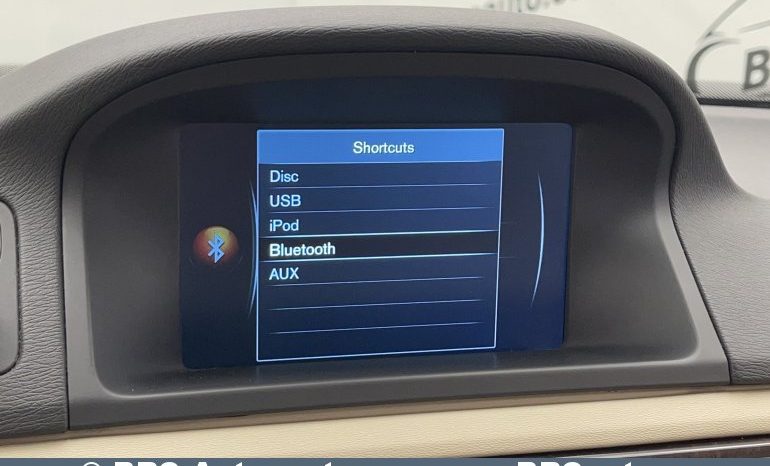 Shortcuts
Disc
USB
iPod
Bluetooth
AUX